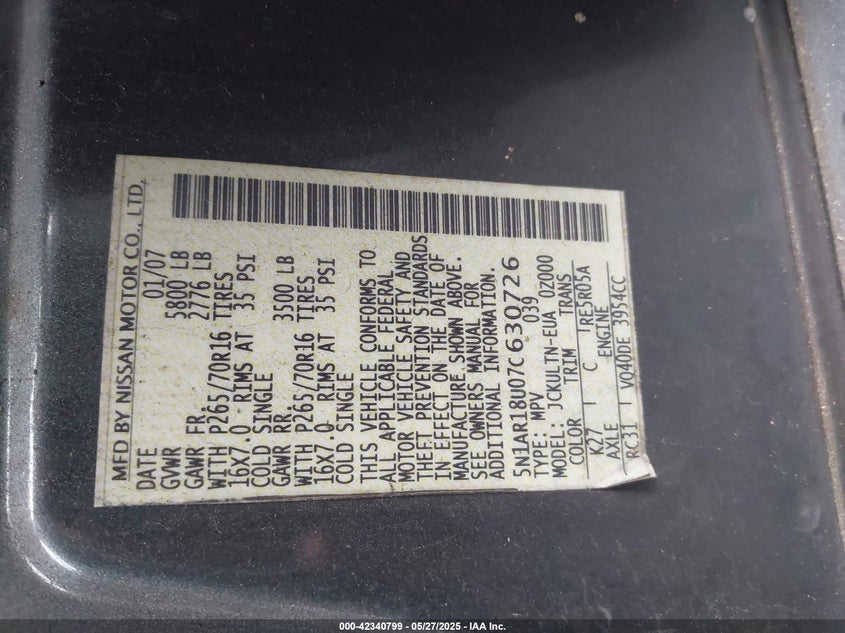 MFD BY NISSAN MOTOR CO., LTD.
DATE 01/07
GVWR 5800 LB
GAWR FR. 2776 LB
WITH P265/70R16 TIRES
16X7.0 RIMS AT 35 PSI
COLD SINGLE
GAWR RR. 3500 LB
WITH P265/70R16 TIRES
16X7.0 RIMS AT 35 PSI
COLD SINGLE
THIS VEHICLE CONFORMS TO
ALL APPLICABLE FEDERAL
MOTOR VEHICLE SAFETY AND
THEFT PREVENTION STANDARDS
IN EFFECT ON THE DATE OF
MANUFACTURE SHOWN ABOVE.
SEE OWNERS MANUAL FOR
ADDITIONAL INFORMATION.
5N1AR18U07C630726
TYPE: MPV 039
MODEL: JCKULTN-EUA 0Z000
COLOR TRIM TRANS
K27 C RE5R05A
AXLE ENGINE
RC31 VQ40DE 3954CC
000-42340799 — 05/27/2025 — IAA Inc.